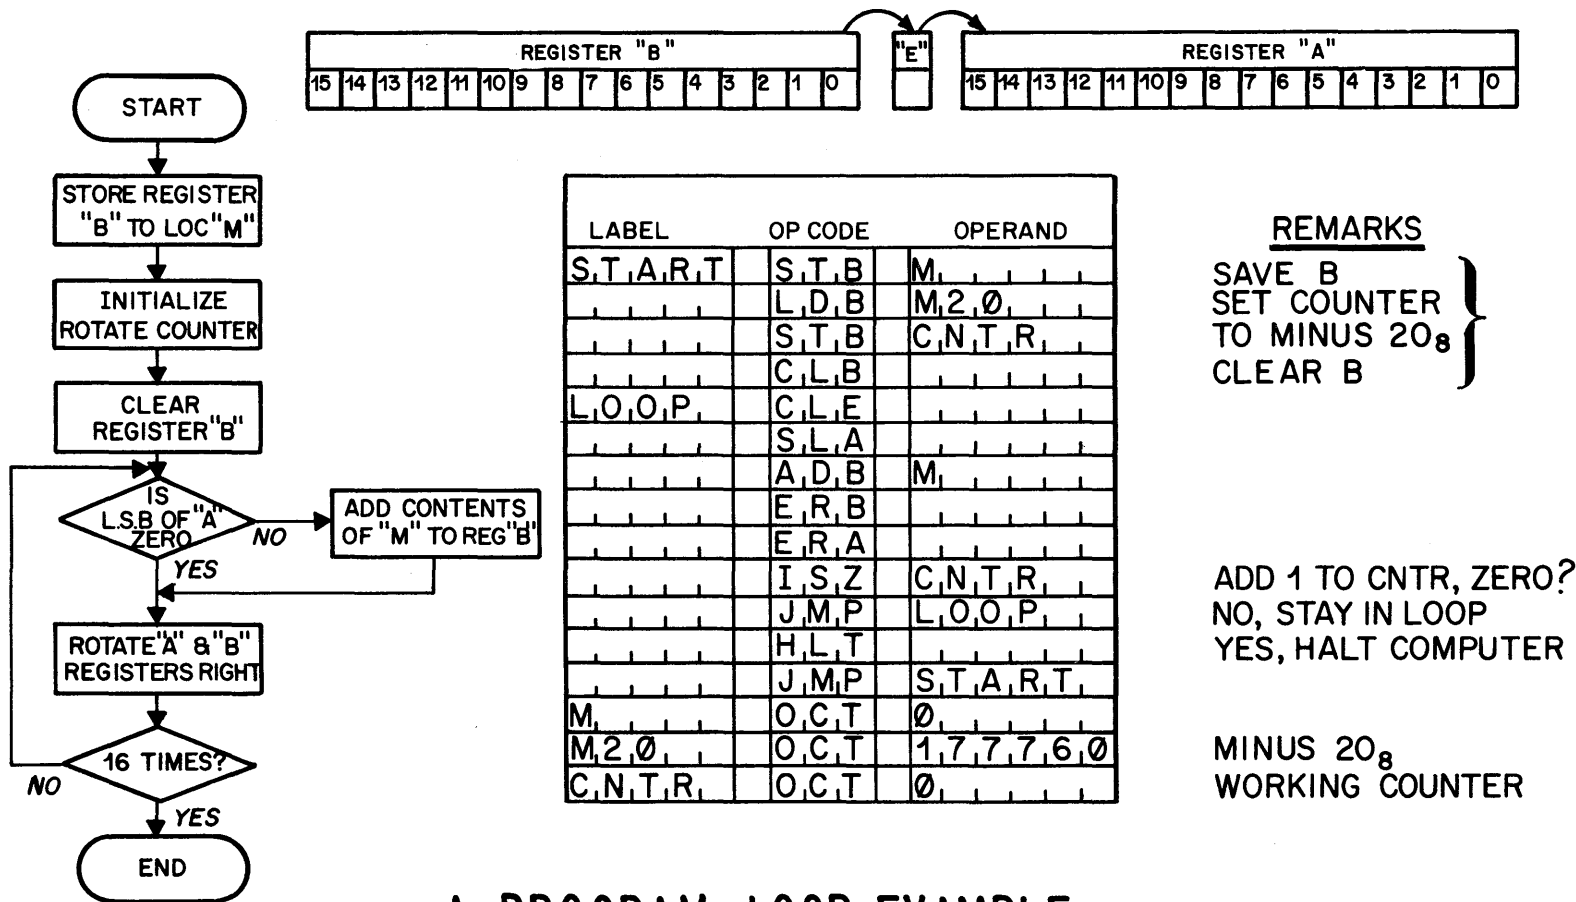 REGISTER "B"
"E"
REGISTER "A"
15 14 13 12 11 10 9 8 7 6 5 4 3 2 1 0
15 14 13 12 11 10 9 8 7 6 5 4 3 2 1 0
START
STORE REGISTER
"B" TO LOC "M"
INITIALIZE
ROTATE COUNTER
CLEAR
REGISTER "B"
IS
L.S.B OF "A"
ZERO
NO
YES
ADD CONTENTS
OF "M" TO REG "B"
ROTATE "A" & "B"
REGISTERS RIGHT
16 TIMES?
NO
YES
END
LABEL OP CODE OPERAND
START STB M
LDB M2Ø
STB CNTR
CLB
LOOP CLE
SLA
ADB M
ERB
ERA
ISZ CNTR
JMP LOOP
HLT
JMP START
M OCT Ø
M2Ø OCT 17776Ø
CNTR OCT Ø
REMARKS
SAVE B
SET COUNTER
TO MINUS 20₈
CLEAR B
ADD 1 TO CNTR, ZERO?
NO, STAY IN LOOP
YES, HALT COMPUTER
MINUS 20₈
WORKING COUNTER
A PROGRAM LOOP EXAMPLE